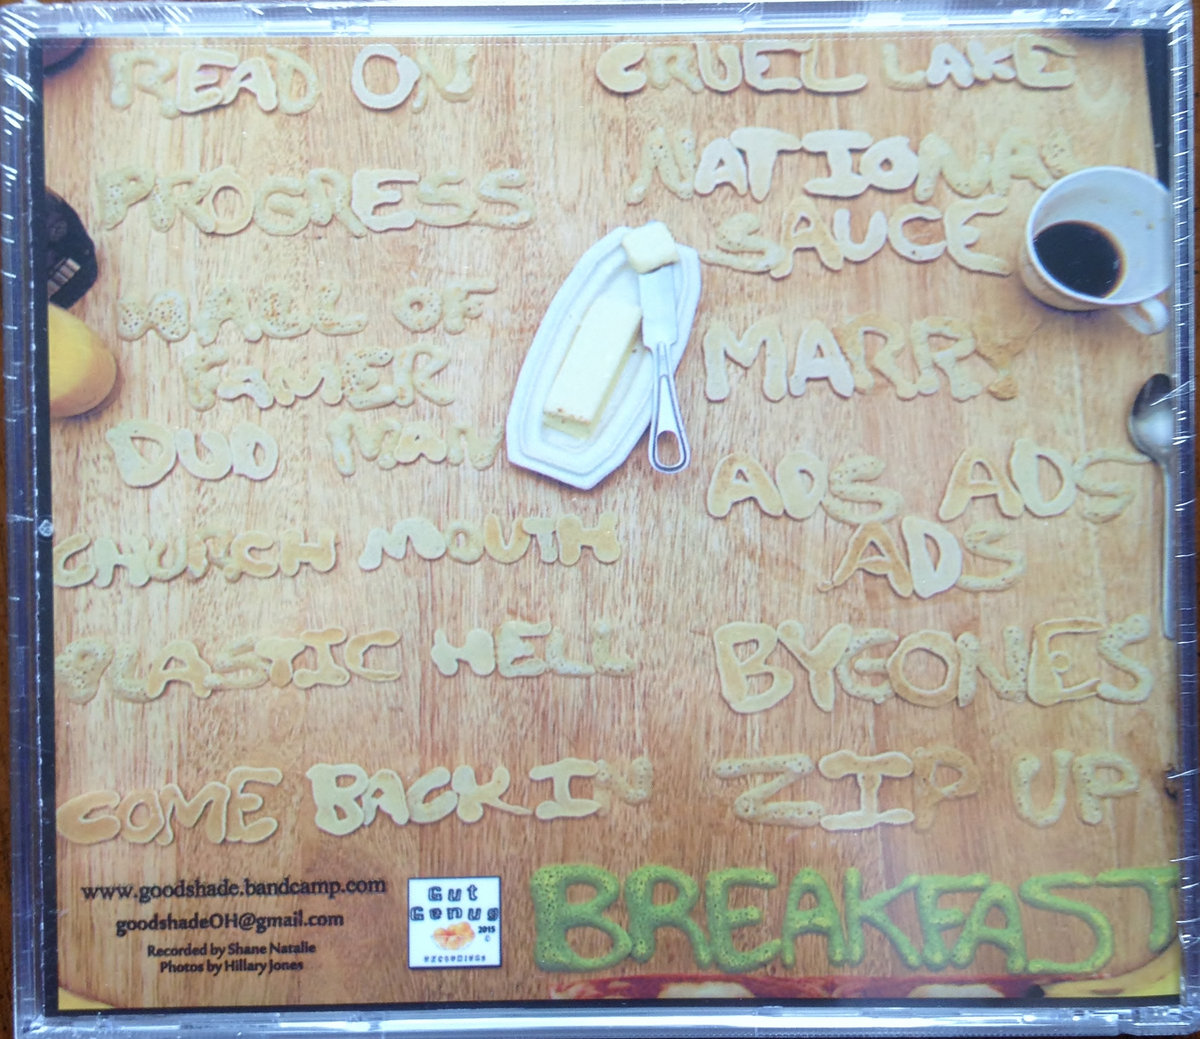 READ ON
PROGRESS
WALL OF
FAMER
DUD MAN
CHURCH MOUTH
PLASTIC HELL
COME BACK IN
CRUEL LAKE
NATIONAL
SAUCE
MARRY
ADS ADS
ADS
BYGONES
ZIP UP
BREAKFAST
www.goodshade.bandcamp.com
goodshadeOH@gmail.com
Recorded by Shane Natalie
Photos by Hillary Jones
Gut
Genus
2015
©
RECORDINGS